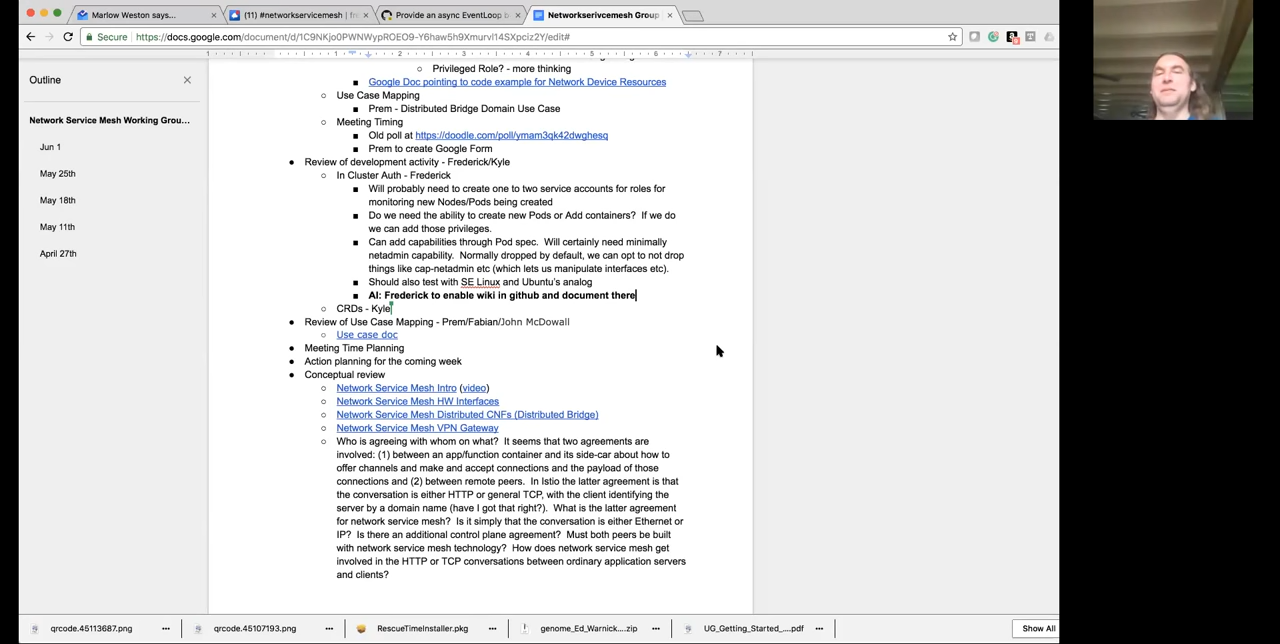 Marlow Weston says...
(11) #networkservicemesh | fre
Provide an async EventLoop b
Networkserivcemesh Group
Secure
https://docs.google.com/document/d/1C9NKjo0PWNWypROEO9-Y6haw5h9Xmurvl14SXpciz2Y/edit#
Outline
Network Service Mesh Working Grou...
Jun 1
May 25th
May 18th
May 11th
April 27th
Privileged Role? - more thinking
Google Doc pointing to code example for Network Device Resources
Use Case Mapping
Prem - Distributed Bridge Domain Use Case
Meeting Timing
Old poll at https://doodle.com/poll/ymam3qk42dwghesq
Prem to create Google Form
Review of development activity - Frederick/Kyle
In Cluster Auth - Frederick
Will probably need to create one to two service accounts for roles for
monitoring new Nodes/Pods being created
Do we need the ability to create new Pods or Add containers? If we do
we can add those privileges.
Can add capabilities through Pod spec. Will certainly need minimally
netadmin capability. Normally dropped by default, we can opt to not drop
things like cap-netadmin etc (which lets us manipulate interfaces etc).
Should also test with SE Linux and Ubuntu's analog
AI: Frederick to enable wiki in github and document there
CRDs - Kyle
Review of Use Case Mapping - Prem/Fabian/John McDowall
Use case doc
Meeting Time Planning
Action planning for the coming week
Conceptual review
Network Service Mesh Intro (video)
Network Service Mesh HW Interfaces
Network Service Mesh Distributed CNFs (Distributed Bridge)
Network Service Mesh VPN Gateway
Who is agreeing with whom on what? It seems that two agreements are
involved: (1) between an app/function container and its side-car about how to
offer channels and make and accept connections and the payload of those
connections and (2) between remote peers. In Istio the latter agreement is that
the conversation is either HTTP or general TCP, with the client identifying the
server by a domain name (have I got that right?). What is the latter agreement
for network service mesh? Is it simply that the conversation is either Ethernet or
IP? Is there an additional control plane agreement? Must both peers be built
with network service mesh technology? How does network service mesh get
involved in the HTTP or TCP conversations between ordinary application servers
and clients?
qrcode.45113687.png
qrcode.45107193.png
RescueTimeInstaller.pkg
genome_Ed_Warnick....zip
UG_Getting_Started_....pdf
Show All